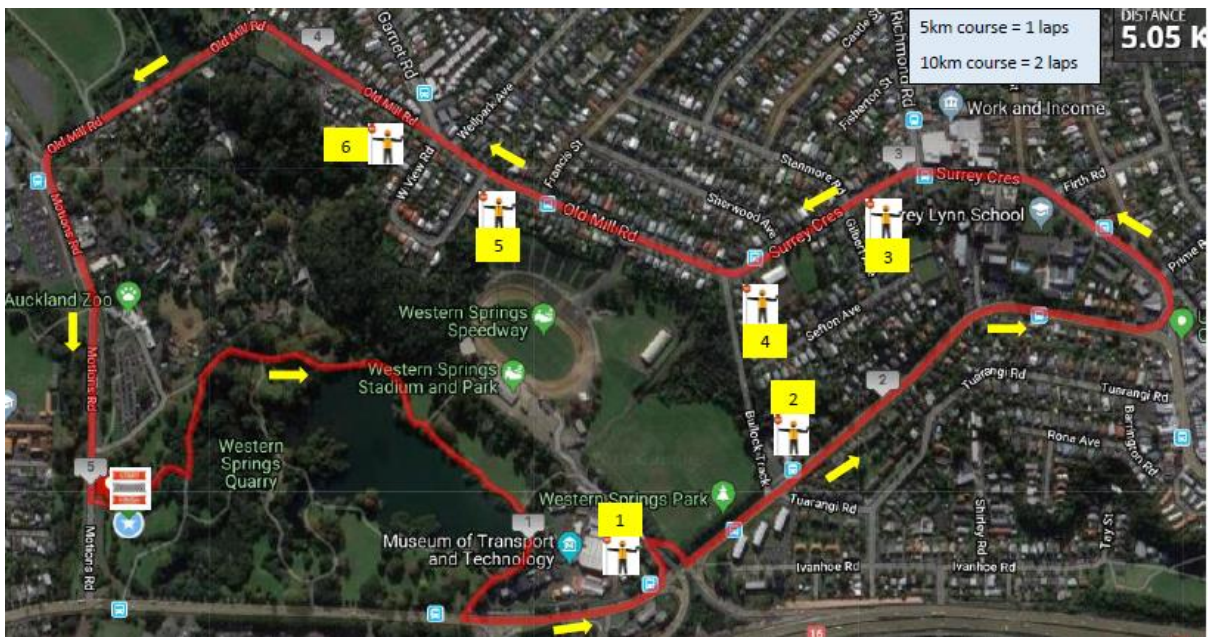 5km course = 1 laps
10km course = 2 laps
DISTANCE
5.05 K
Old Mill Rd
4
Garnet Rd
Castle St
Richmond Rd
Work and Income
Fisherton St
Old Mill Rd
Old Mill Rd
Wellpark Ave
6
W View Rd
Francis St
Stanmore Rd
3
Surrey Cres
Firth Rd
Sherwood Ave
Surrey Cres
rey Lynn School
5
Old Mill Rd
3
Motions Rd
Prime R
Auckland Zoo
Western Springs
Speedway
4
Sefton Ave
Western Springs
Stadium and Park
Motions Rd
2
2
Tuarangi Rd
Tuarangi Rd
Barrington Rd
Bullock Track
Rona Ave
Western
Springs
Quarry
5
Western Springs Park
Tuarangi Rd
Shirley Rd
Tay St
1
1
Museum of Transport
and Technology
Motions Rd
Ivanhoe Rd
Ivanhoe Rd
16